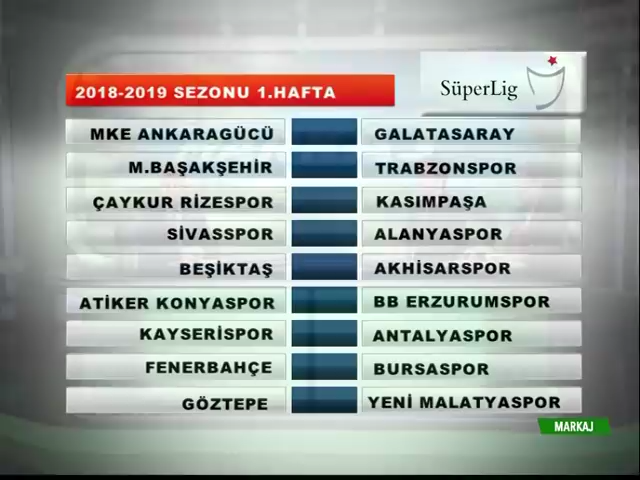 SüperLig
2018-2019 SEZONU 1.HAFTA
MKE ANKARAGÜCÜ GALATASARAY
M.BAŞAKŞEHİR TRABZONSPOR
ÇAYKUR RİZESPOR KASIMPAŞA
SİVASSPOR ALANYASPOR
BEŞİKTAŞ AKHİSARSPOR
ATİKER KONYASPOR BB ERZURUMSPOR
KAYSERİSPOR ANTALYASPOR
FENERBAHÇE BURSASPOR
GÖZTEPE YENİ MALATYASPOR
MARKAJ